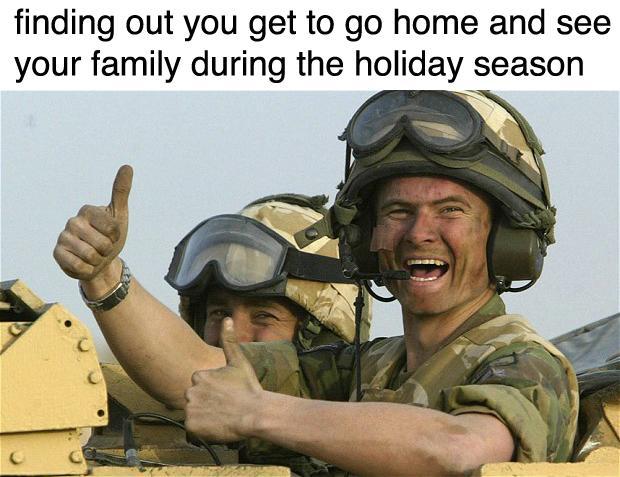 finding out you get to go home and see
your family during the holiday season